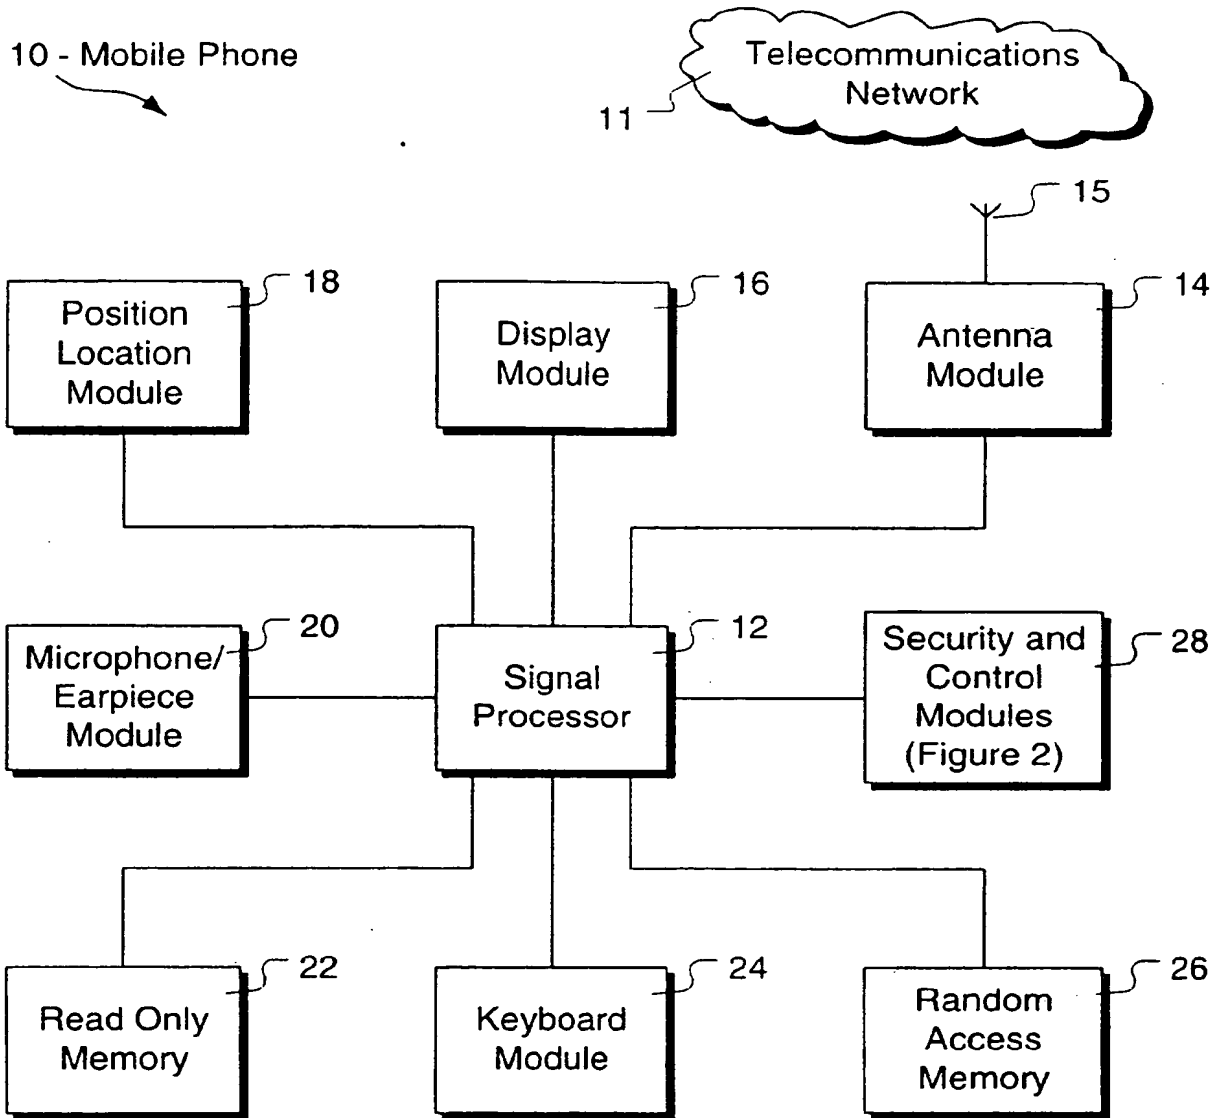 10 - Mobile Phone
Telecommunications
Network
11
15
18
Position
Location
Module
16
Display
Module
14
Antenna
Module
20
Microphone/
Earpiece
Module
12
Signal
Processor
28
Security and
Control
Modules
(Figure 2)
22
Read Only
Memory
24
Keyboard
Module
26
Random
Access
Memory